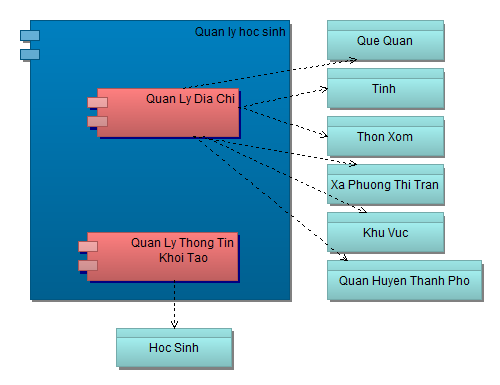 Quan ly hoc sinh
Que Quan
Quan Ly Dia Chi
Tinh
Thon Xom
Xa Phuong Thi Tran
Khu Vuc
Quan Ly Thong Tin
Khoi Tao
Quan Huyen Thanh Pho
Hoc Sinh